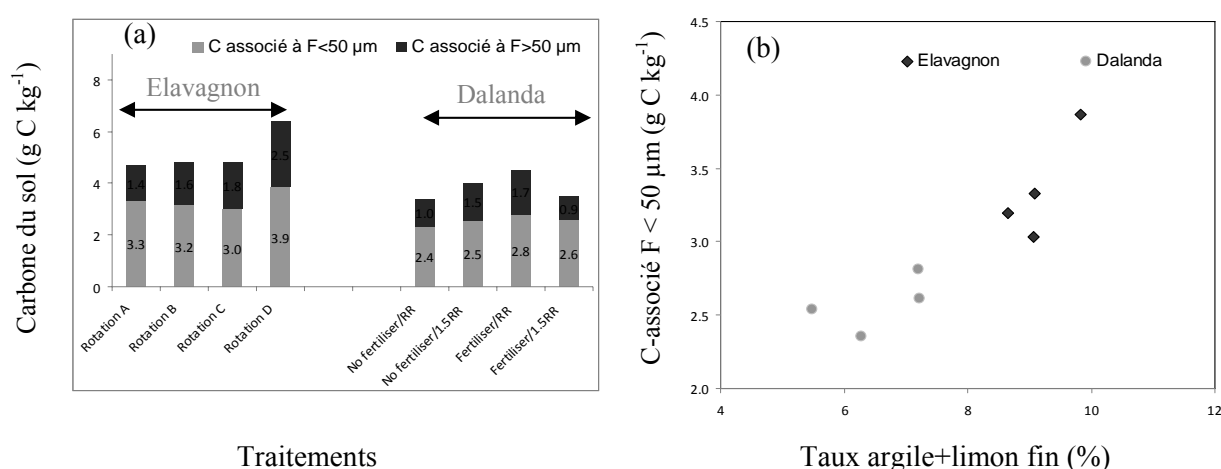 (a)
C associé à F<50 µm
C associé à F>50 µm
Elavagnon
Dalanda
Carbone du sol (g C kg-1)
8
6
4
2
0
1.4
1.6
1.8
2.5
1.0
1.5
1.7
0.9
3.3
3.2
3.0
3.9
2.4
2.5
2.8
2.6
Rotation A
Rotation B
Rotation C
Rotation D
No fertiliser/RR
No fertiliser/1.5RR
Fertiliser/RR
Fertiliser/1.5RR
Traitements
(b)
Elavagnon
Dalanda
C-associé F < 50 µm (g C kg-1)
4.5
4.0
3.5
3.0
2.5
2.0
4
6
8
10
12
Taux argile+limon fin (%)